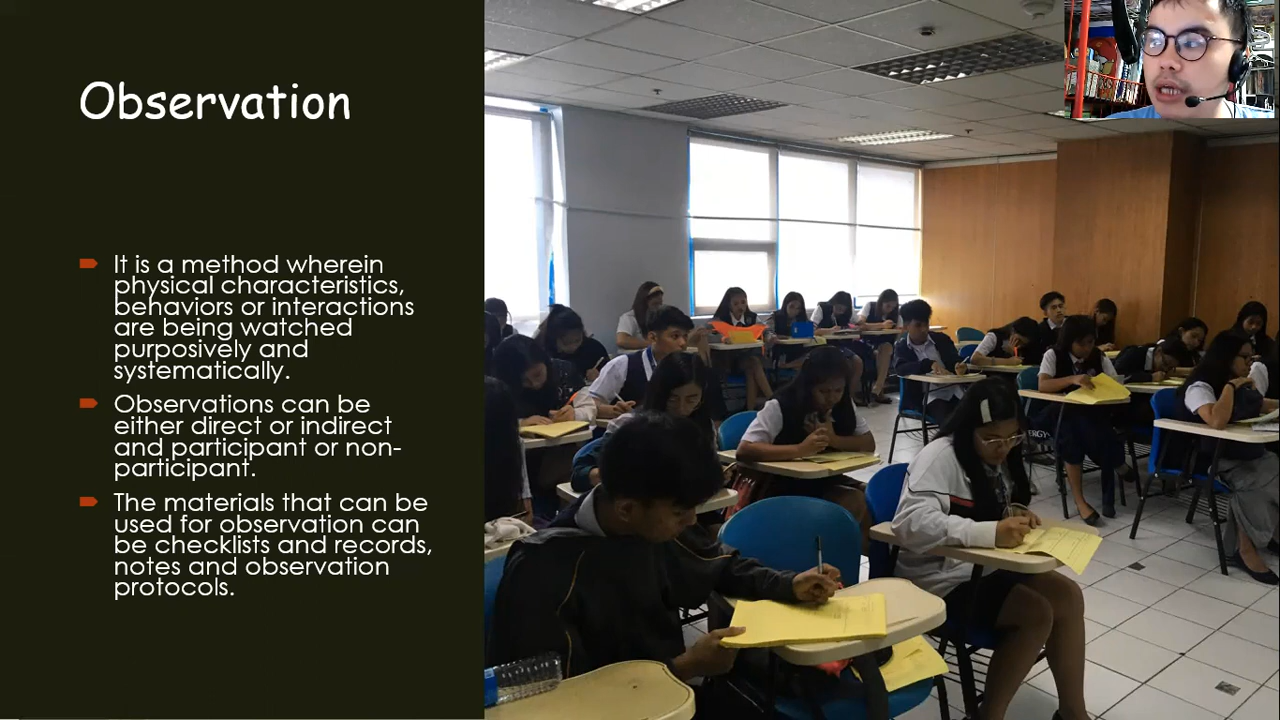 Observation
It is a method wherein
physical characteristics,
behaviors or interactions
are being watched
purposively and
systematically.
Observations can be
either direct or indirect
and participant or non-
participant.
The materials that can be
used for observation can
be checklists and records,
notes and observation
protocols.